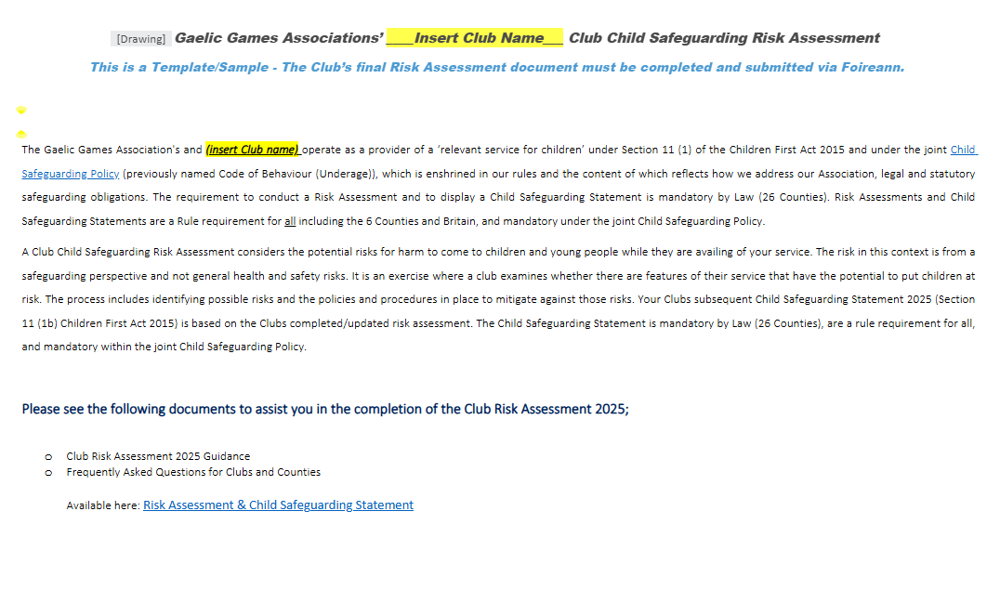 [Drawing] Gaelic Games Associations’ ____Insert Club Name___ Club Child Safeguarding Risk Assessment
This is a Template/Sample - The Club’s final Risk Assessment document must be completed and submitted via Foireann.
The Gaelic Games Association's and (insert Club name) operate as a provider of a ‘relevant service for children’ under Section 11 (1) of the Children First Act 2015 and under the joint Child
Safeguarding Policy (previously named Code of Behaviour (Underage)), which is enshrined in our rules and the content of which reflects how we address our Association, legal and statutory
safeguarding obligations. The requirement to conduct a Risk Assessment and to display a Child Safeguarding Statement is mandatory by Law (26 Counties). Risk Assessments and Child
Safeguarding Statements are a Rule requirement for all including the 6 Counties and Britain, and mandatory under the joint Child Safeguarding Policy.
A Club Child Safeguarding Risk Assessment considers the potential risks for harm to come to children and young people while they are availing of your service. The risk in this context is from a
safeguarding perspective and not general health and safety risks. It is an exercise where a club examines whether there are features of their service that have the potential to put children at
risk. The process includes identifying possible risks and the policies and procedures in place to mitigate against those risks. Your Clubs subsequent Child Safeguarding Statement 2025 (Section
11 (1b) Children First Act 2015) is based on the Clubs completed/updated risk assessment. The Child Safeguarding Statement is mandatory by Law (26 Counties), are a rule requirement for all,
and mandatory within the joint Child Safeguarding Policy.
Please see the following documents to assist you in the completion of the Club Risk Assessment 2025;
o Club Risk Assessment 2025 Guidance
o Frequently Asked Questions for Clubs and Counties
Available here: Risk Assessment & Child Safeguarding Statement